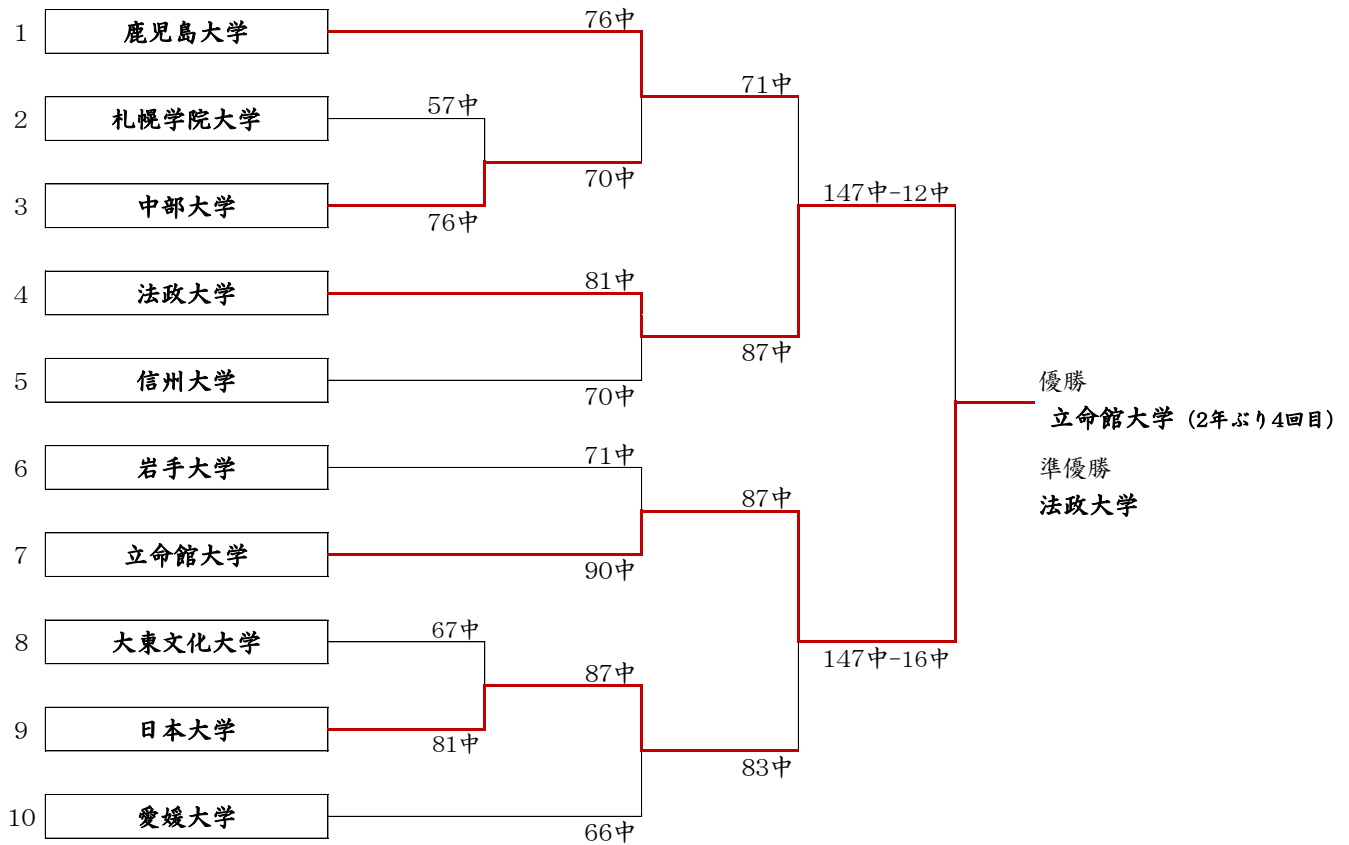 76中
1 鹿児島大学
71中
57中
2 札幌学院大学
70中
147中-12中
3 中部大学
76中
81中
4 法政大学
87中
5 信州大学
70中
優勝
立命館大学 (2年ぶり4回目)
71中
6 岩手大学
準優勝
87中
法政大学
7 立命館大学
90中
67中
8 大東文化大学
147中-16中
87中
9 日本大学
81中
83中
10 愛媛大学
66中